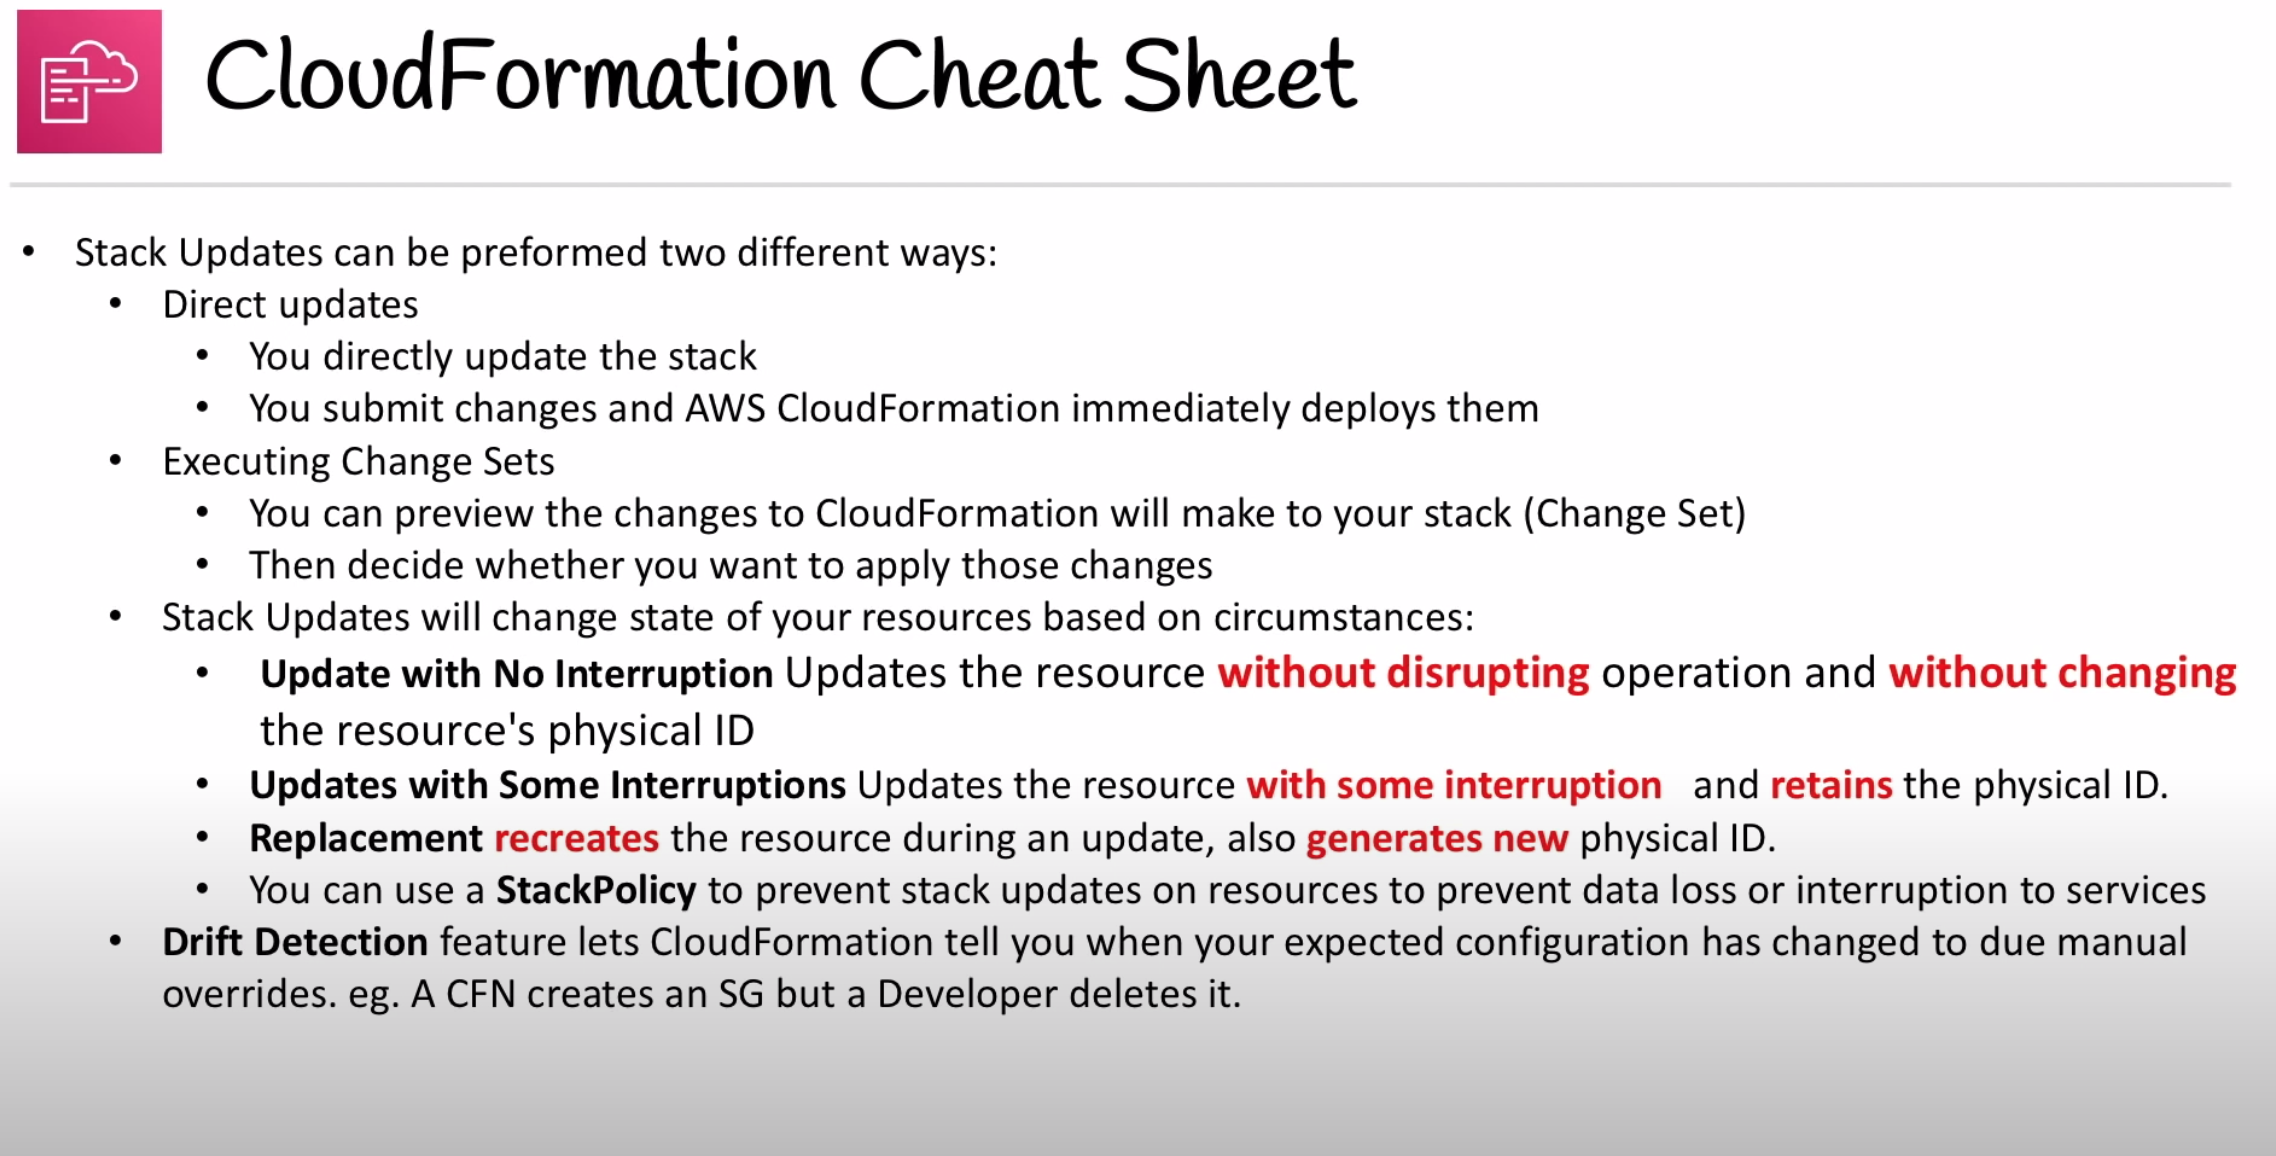 CloudFormation Cheat Sheet
• Stack Updates can be preformed two different ways:
• Direct updates
• You directly update the stack
• You submit changes and AWS CloudFormation immediately deploys them
• Executing Change Sets
• You can preview the changes to CloudFormation will make to your stack (Change Set)
• Then decide whether you want to apply those changes
• Stack Updates will change state of your resources based on circumstances:
• Update with No Interruption Updates the resource without disrupting operation and without changing
the resource's physical ID
• Updates with Some Interruptions Updates the resource with some interruption and retains the physical ID.
• Replacement recreates the resource during an update, also generates new physical ID.
• You can use a StackPolicy to prevent stack updates on resources to prevent data loss or interruption to services
• Drift Detection feature lets CloudFormation tell you when your expected configuration has changed to due manual
overrides. eg. A CFN creates an SG but a Developer deletes it.